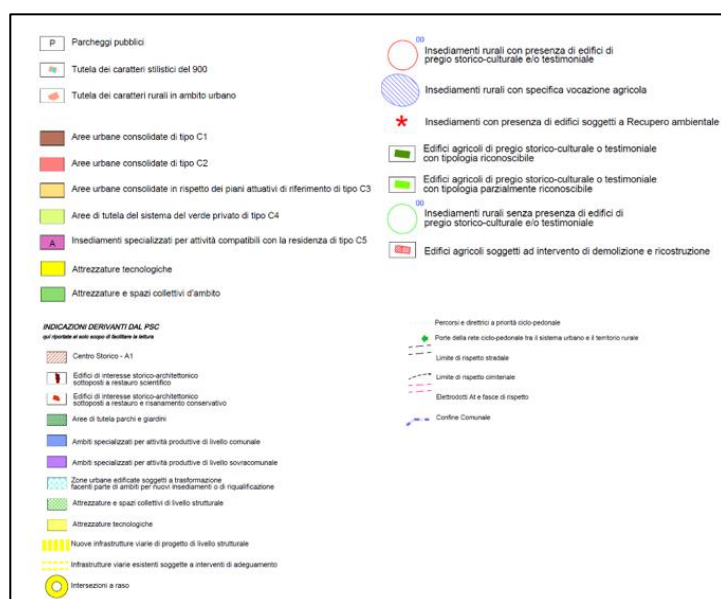 P Parcheggi pubblici
Tutela dei caratteri stilistici del 900
Tutela dei caratteri rurali in ambito urbano
Aree urbane consolidate di tipo C1
Aree urbane consolidate di tipo C2
Aree urbane consolidate in rispetto dei piani attuativi di riferimento di tipo C3
Aree di tutela del sistema del verde privato di tipo C4
A Insediamenti specializzati per attività compatibili con la residenza di tipo C5
Attrezzature tecnologiche
Attrezzature e spazi collettivi d'ambito
INDICAZIONI DERIVANTI DAL PSC
qui riportate al solo scopo di facilitare la lettura
Centro Storico - A1
Edifici di interesse storico-architettonico
sottoposti a restauro scientifico
Edifici di interesse storico-architettonico
sottoposti a restauro e risanamento conservativo
Aree di tutela parchi e giardini
Ambiti specializzati per attività produttive di livello comunale
Ambiti specializzati per attività produttive di livello sovracomunale
Zone urbane edificate soggetti a trasformazione
facenti parte di ambiti per nuovi insediamenti o di riqualificazione
Attrezzature e spazi collettivi di livello strutturale
Attrezzature tecnologiche
Nuove infrastrutture viarie di progetto di livello strutturale
Infrastrutture viarie esistenti soggette a interventi di adeguamento
Intersezioni a raso
00
Insediamenti rurali con presenza di edifici di
pregio storico-culturale e/o testimoniale
Insediamenti rurali con specifica vocazione agricola
Insediamenti con presenza di edifici soggetti a Recupero ambientale
Edifici agricoli di pregio storico-culturale o testimoniale
con tipologia riconoscibile
Edifici agricoli di pregio storico-culturale o testimoniale
con tipologia parzialmente riconoscibile
00
Insediamenti rurali senza presenza di edifici di
pregio storico-culturale e/o testimoniale
Edifici agricoli soggetti ad intervento di demolizione e ricostruzione
Percorsi e direttrici a priorità ciclo-pedonale
Porte della rete ciclo-pedonale tra il sistema urbano e il territorio rurale
Limite di rispetto stradale
Limite di rispetto cimiteriale
Elettrodotti At e fasce di rispetto
Confine Comunale